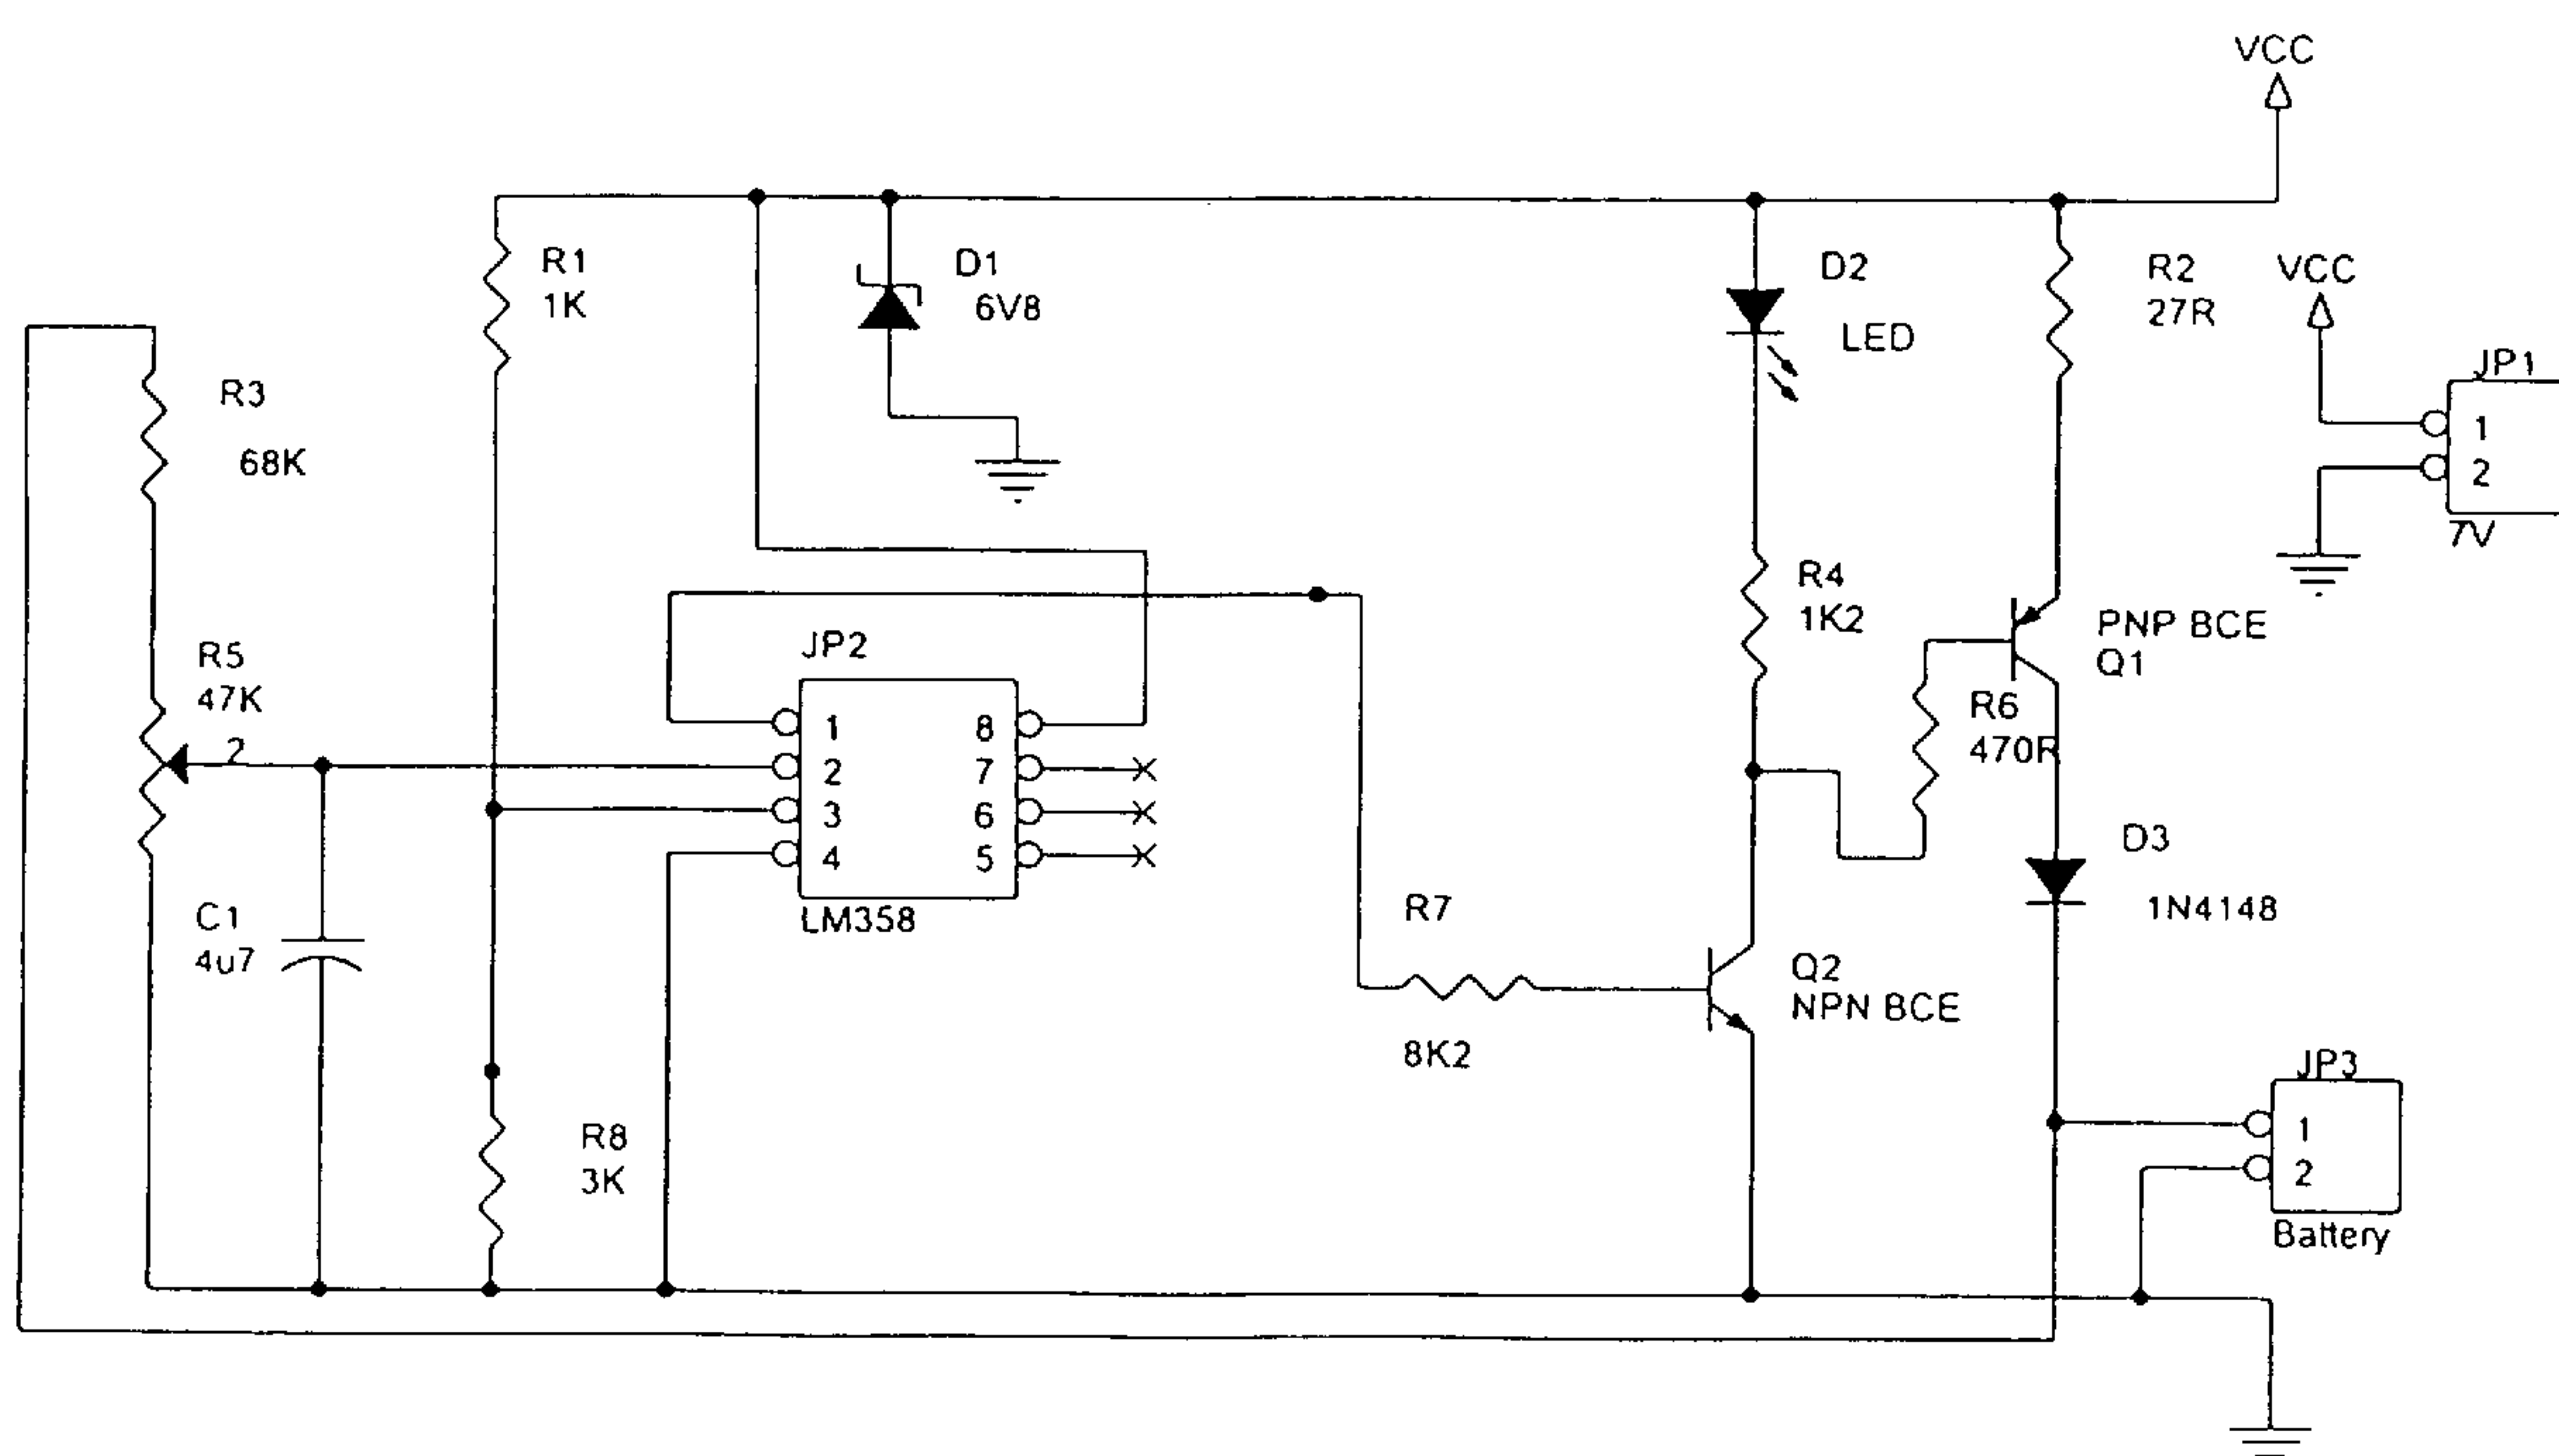 VCC
R1
1K
D1
6V8
D2
LED
R2
27R
VCC
JP1
1
2
7V
R3
68K
R4
1K2
PNP BCE
Q1
R5
47K
2
JP2
1
2
3
4
8
7
6
5
LM358
R6
470R
D3
1N4148
C1
4u7
R7
8K2
Q2
NPN BCE
R8
3K
JP3
1
2
Battery